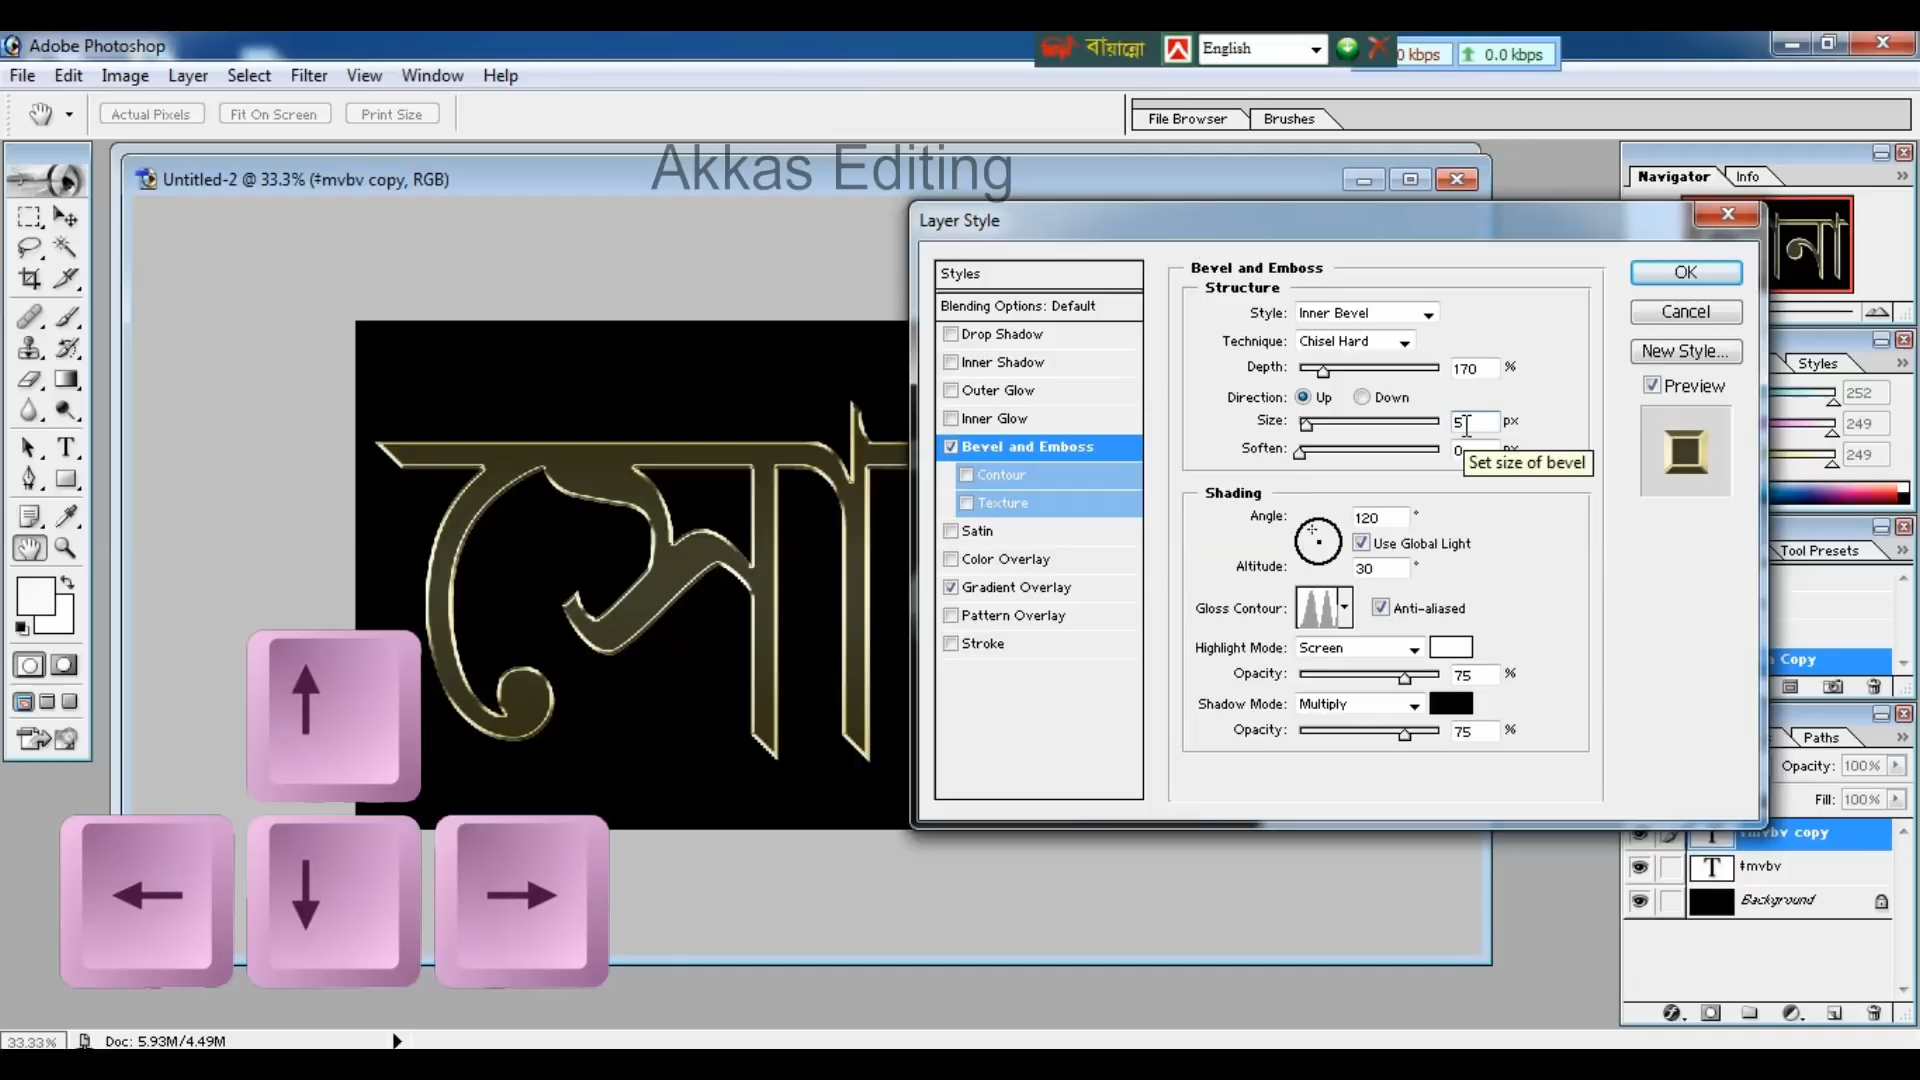 Adobe Photoshop
বায়ান্নো
English
0 kbps
0.0 kbps
File Edit Image Layer Select Filter View Window Help
Actual Pixels
Fit On Screen
Print Size
File Browser
Brushes
Akkas Editing
Untitled-2 @ 33.3% (‡mvbv copy, RGB)
Navigator
Info
Layer Style
Styles
Blending Options: Default
Drop Shadow
Inner Shadow
Outer Glow
Inner Glow
Bevel and Emboss
Contour
Texture
Satin
Color Overlay
Gradient Overlay
Pattern Overlay
Stroke
Bevel and Emboss
Structure
Style: Inner Bevel
Technique: Chisel Hard
Depth: 170 %
Direction: Up Down
Size: 5 px
Soften: 0 px
Set size of bevel
Shading
Angle: 120 °
Use Global Light
Altitude: 30 °
Gloss Contour: Anti-aliased
Highlight Mode: Screen
Opacity: 75 %
Shadow Mode: Multiply
Opacity: 75 %
OK
Cancel
New Style...
Preview
Styles
252
249
249
Tool Presets
Copy
Paths
Opacity: 100%
Fill: 100%
‡mvbv copy
‡mvbv
Background
33.33%
Doc: 5.93M/4.49M